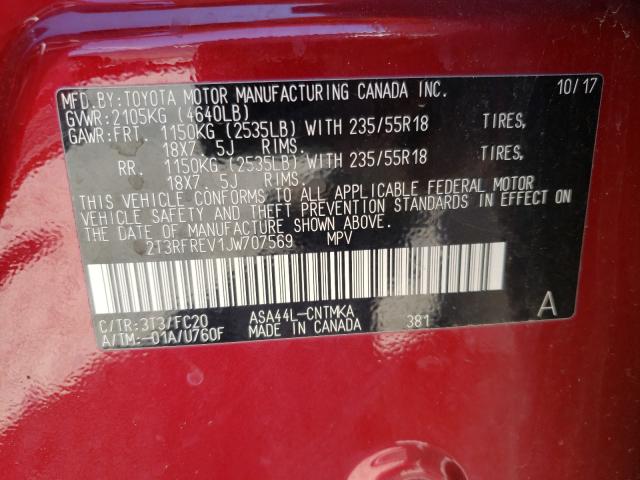 MFD.BY:TOYOTA MOTOR MANUFACTURING CANADA INC. 10/17
GVWR:2105KG (4640LB)
GAWR:FRT. 1150KG (2535LB) WITH 235/55R18 TIRES,
18X7. 5J RIMS.
RR. 1150KG (2535LB) WITH 235/55R18 TIRES,
18X7. 5J RIMS.
THIS VEHICLE CONFORMS TO ALL APPLICABLE FEDERAL MOTOR
VEHICLE SAFETY AND THEFT PREVENTION STANDARDS IN EFFECT ON
THE DATE OF MANUFACTURE SHOWN ABOVE.
2T3RFREV1JW707569 MPV
C/TR:3T3/FC20 ASA44L-CNTMKA A
A/TM:-01A/U760F MADE IN CANADA 381